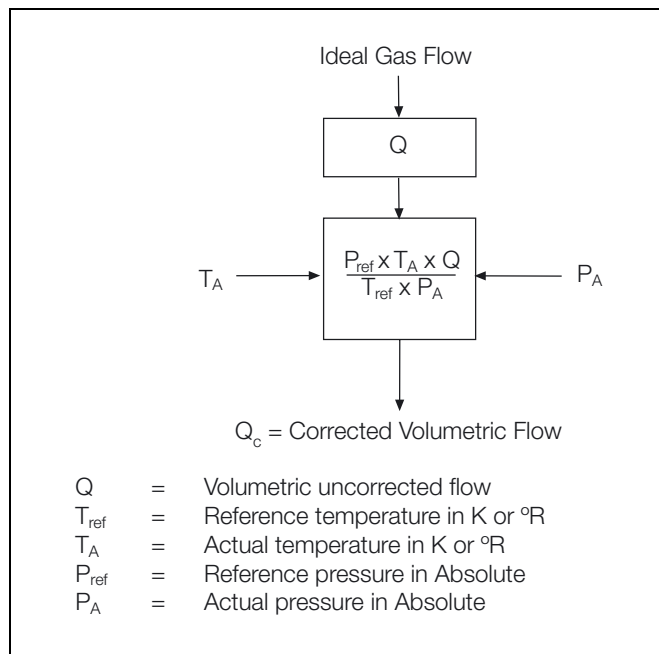 Ideal Gas Flow
Q
P_ref x T_A x Q
T_ref x P_A
T_A
P_A
Q_c = Corrected Volumetric Flow
Q = Volumetric uncorrected flow
T_ref = Reference temperature in K or ºR
T_A = Actual temperature in K or ºR
P_ref = Reference pressure in Absolute
P_A = Actual pressure in Absolute